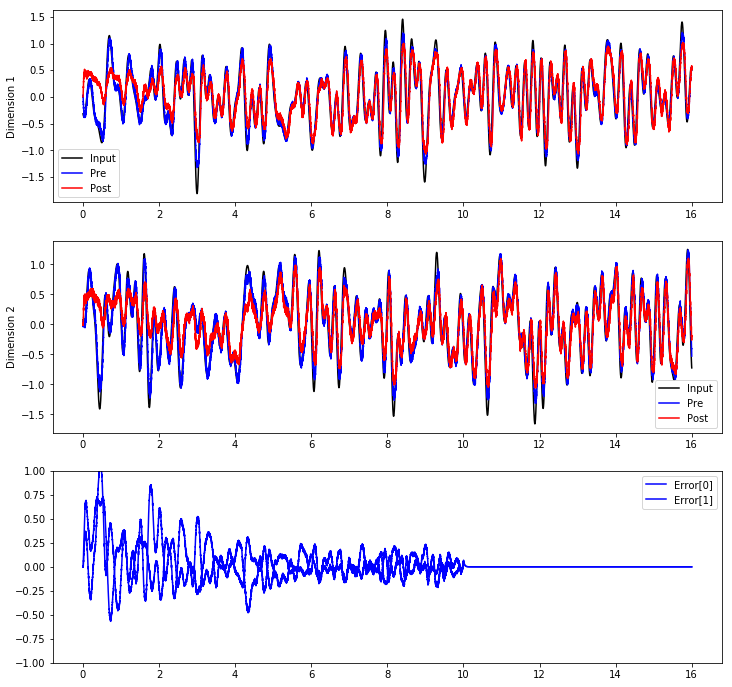 1.5
1.0
0.5
0.0
−0.5
−1.0
−1.5
Dimension 1
Input
Pre
Post
0 2 4 6 8 10 12 14 16
1.0
0.5
0.0
−0.5
−1.0
−1.5
Dimension 2
Input
Pre
Post
0 2 4 6 8 10 12 14 16
1.00
0.75
0.50
0.25
0.00
−0.25
−0.50
−0.75
−1.00
Error[0]
Error[1]
0 2 4 6 8 10 12 14 16